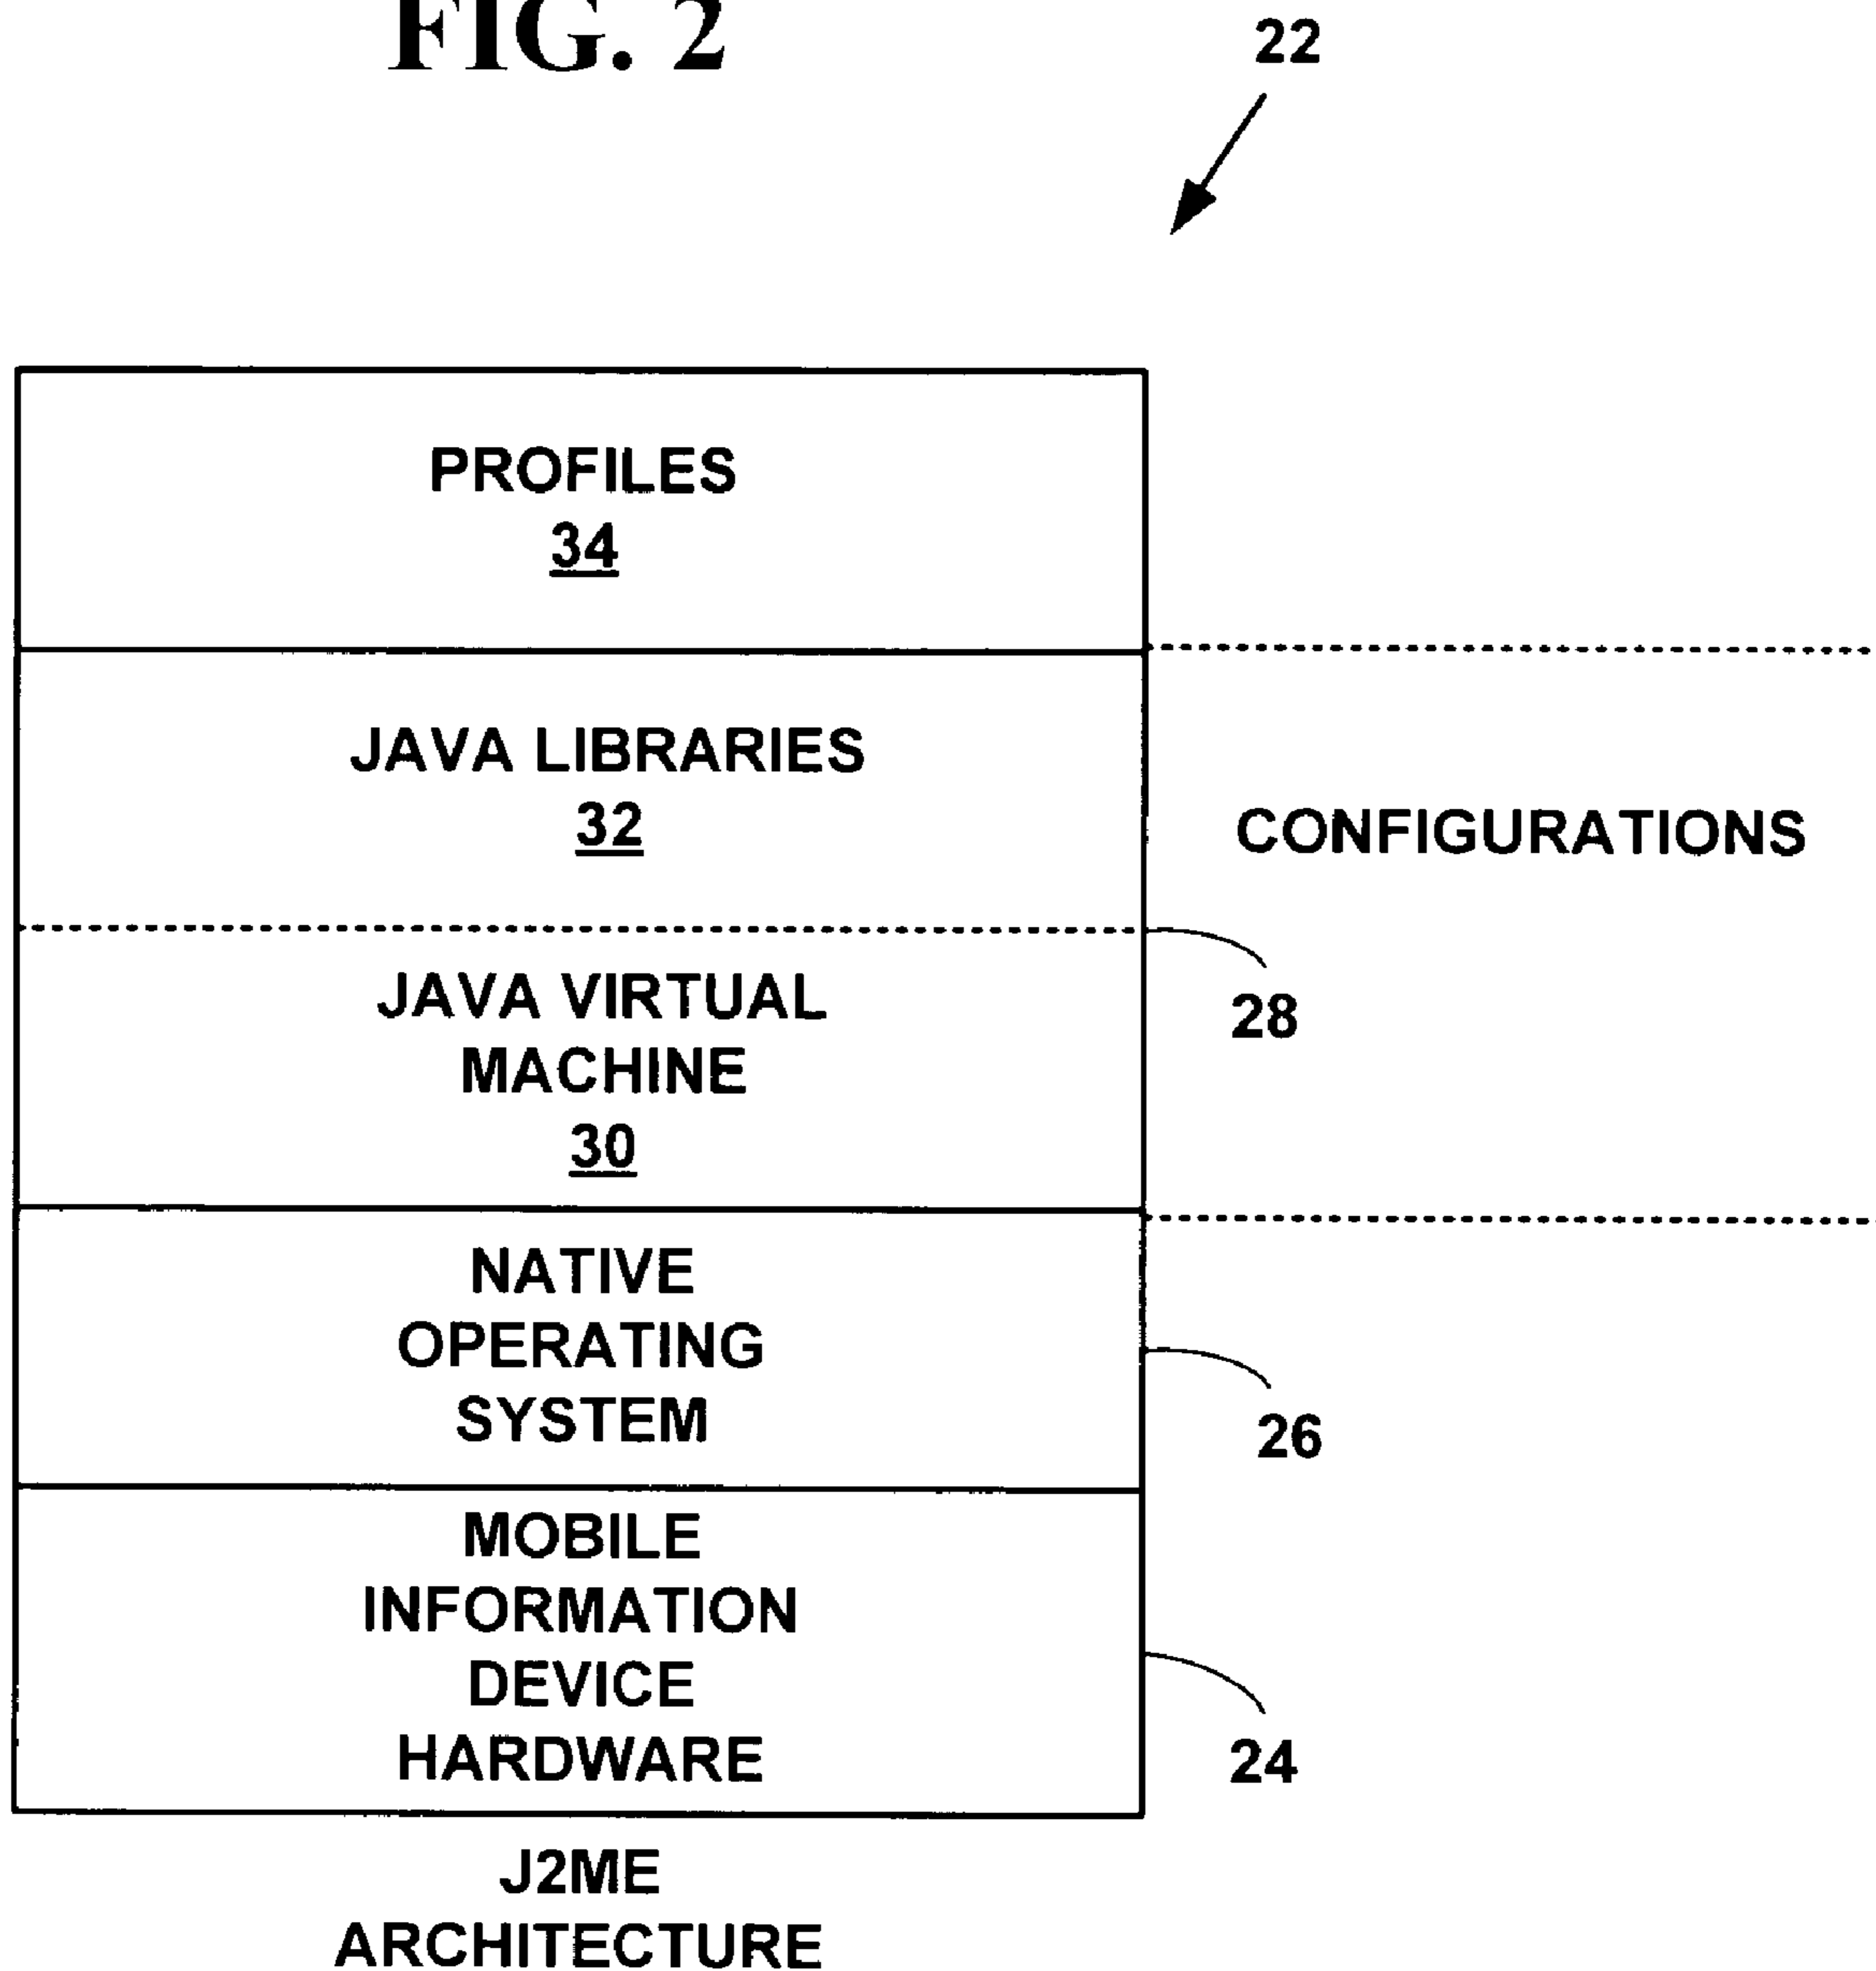 FIG. 2
22
PROFILES
34
JAVA LIBRARIES
32
CONFIGURATIONS
JAVA VIRTUAL
MACHINE
30
28
NATIVE
OPERATING
SYSTEM
26
MOBILE
INFORMATION
DEVICE
HARDWARE
24
J2ME
ARCHITECTURE